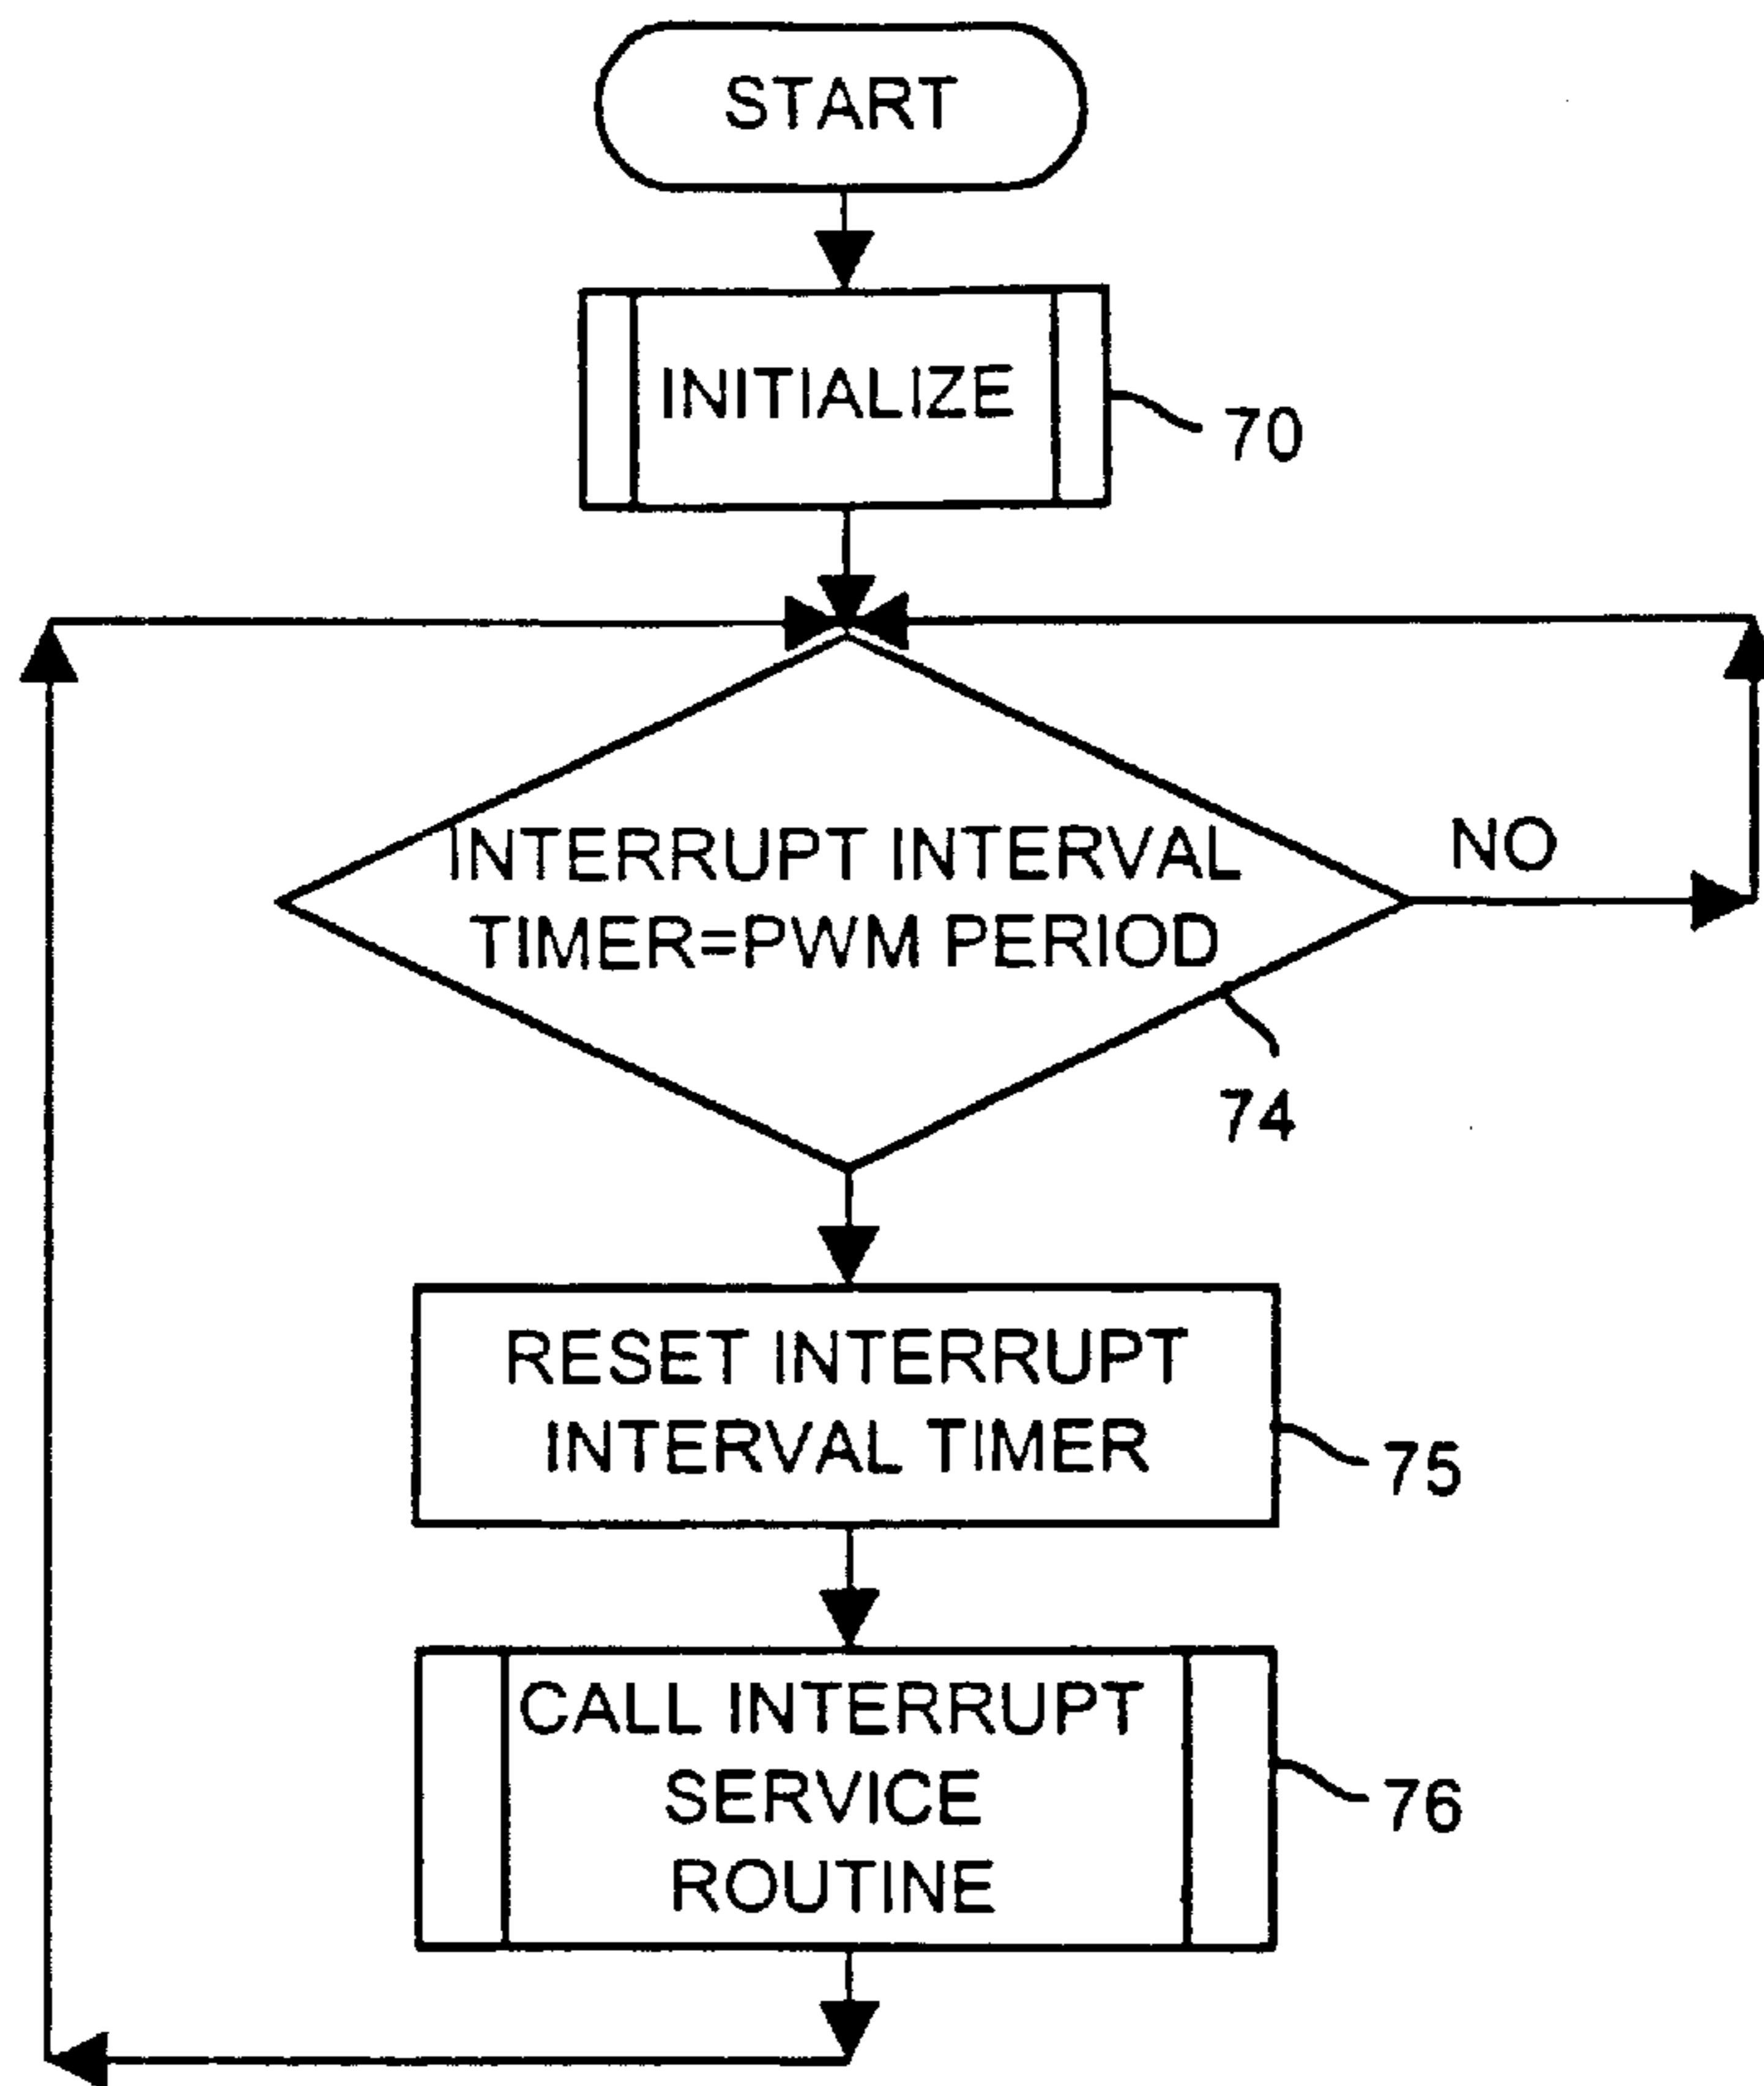 START
INITIALIZE
70
INTERRUPT INTERVAL
TIMER=PWM PERIOD
NO
74
RESET INTERRUPT
INTERVAL TIMER
75
CALL INTERRUPT
SERVICE
ROUTINE
76